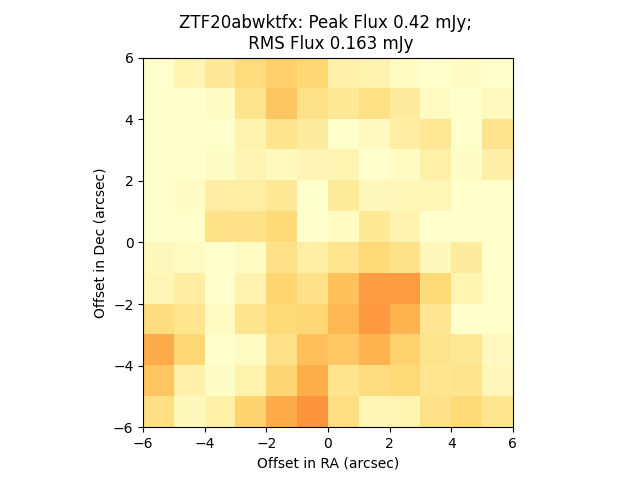 ZTF20abwktfx: Peak Flux 0.42 mJy;
RMS Flux 0.163 mJy
6
4
2
0
−2
−4
−6
Offset in Dec (arcsec)
−6 −4 −2 0 2 4 6
Offset in RA (arcsec)